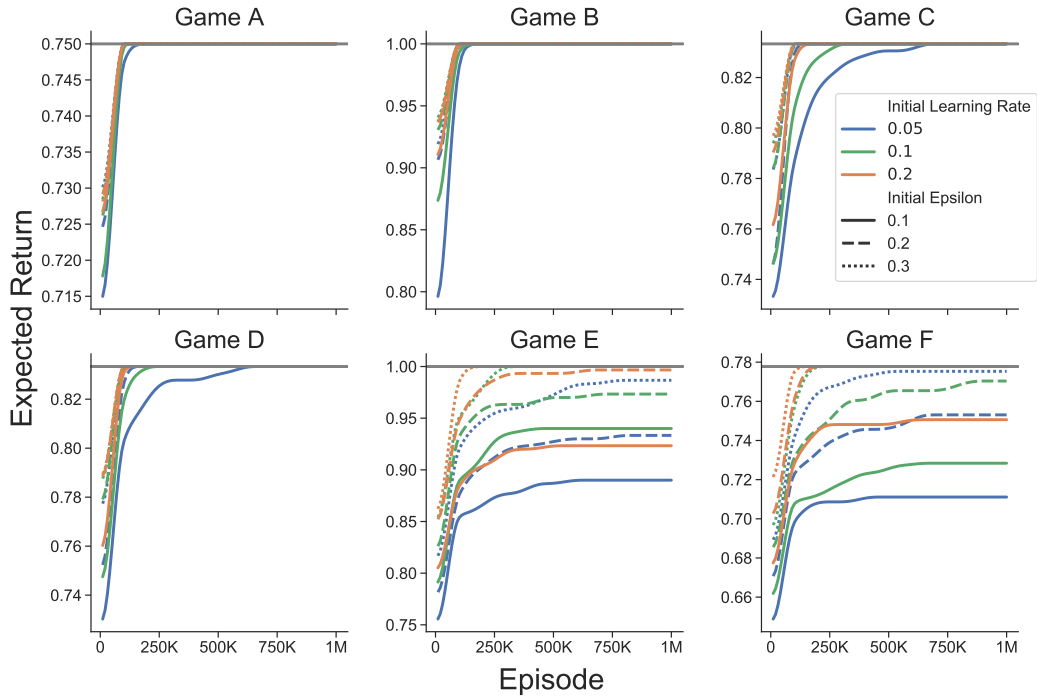 Game A
0.750
0.745
0.740
0.735
0.730
0.725
0.720
0.715
Game B
1.00
0.95
0.90
0.85
0.80
Game C
0.82
0.80
0.78
0.76
0.74
Initial Learning Rate
0.05
0.1
0.2
Initial Epsilon
0.1
0.2
0.3
Expected Return
Game D
0.82
0.80
0.78
0.76
0.74
0
250K
500K
750K
1M
Game E
1.00
0.95
0.90
0.85
0.80
0.75
0
250K
500K
750K
1M
Game F
0.78
0.76
0.74
0.72
0.70
0.68
0.66
0
250K
500K
750K
1M
Episode